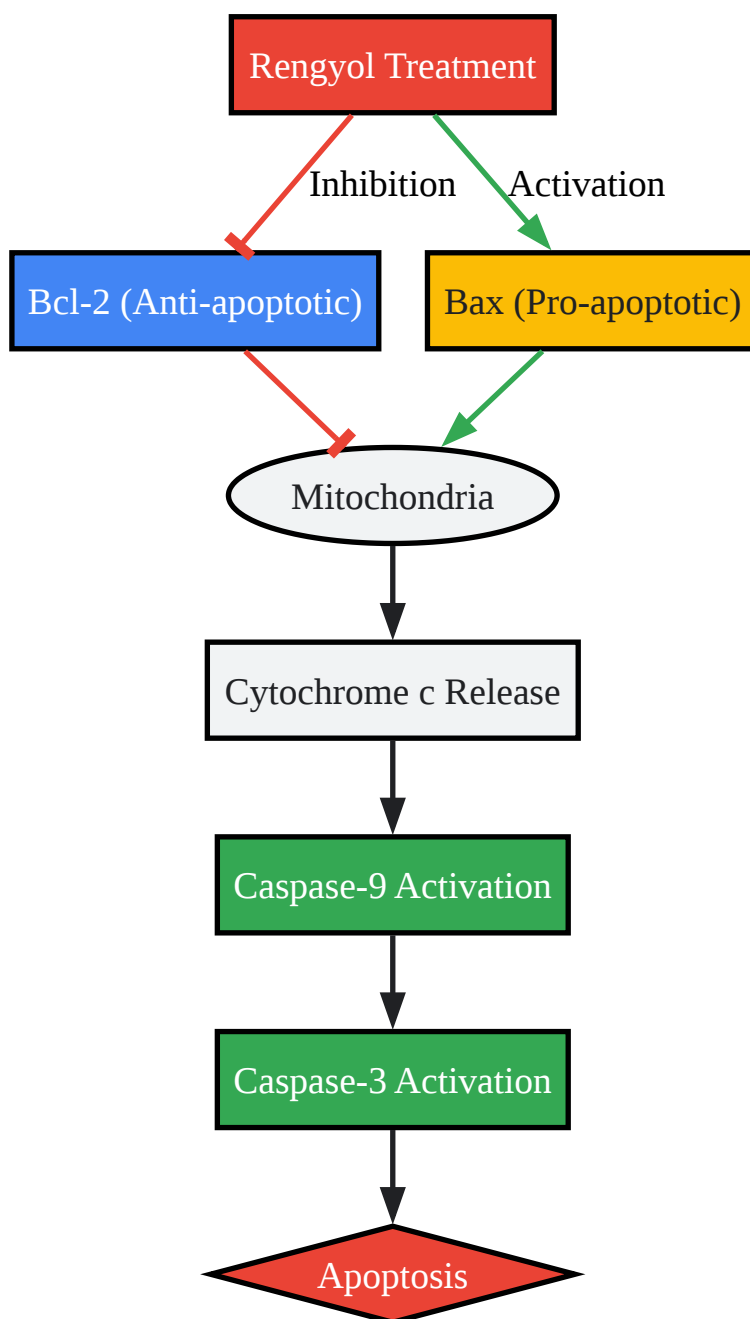 Rengyol Treatment
Inhibition
Activation
Bcl-2 (Anti-apoptotic)
Bax (Pro-apoptotic)
Mitochondria
Cytochrome c Release
Caspase-9 Activation
Caspase-3 Activation
Apoptosis